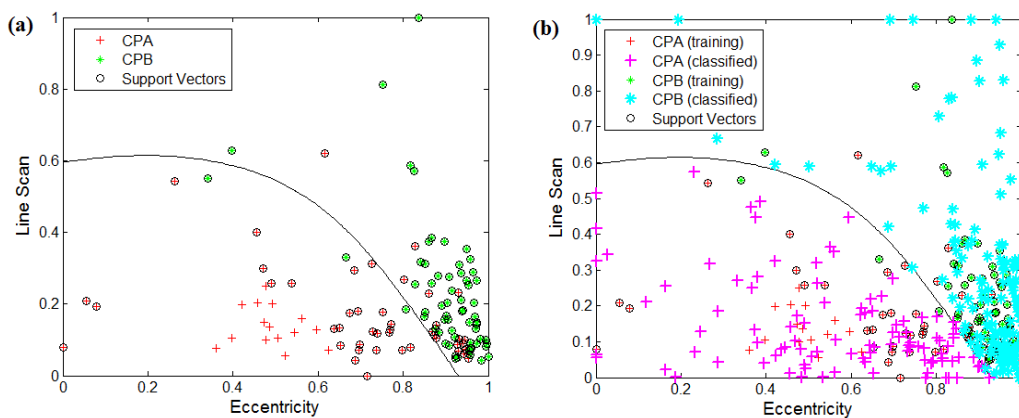 (a)
CPA
CPB
Support Vectors
Line Scan
1
0.8
0.6
0.4
0.2
0
0 0.2 0.4 0.6 0.8 1
Eccentricity
(b)
CPA (training)
CPA (classified)
CPB (training)
CPB (classified)
Support Vectors
Line Scan
1
0.9
0.8
0.7
0.6
0.5
0.4
0.3
0.2
0.1
0
0 0.2 0.4 0.6 0.8
Eccentricity